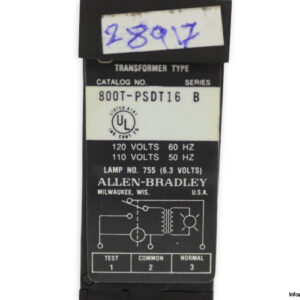 2897
TRANSFORMER TYPE
CATALOG NO. SERIES
800T-PSDT16 B
UL
120 VOLTS 60 HZ
110 VOLTS 50 HZ
LAMP NO. 755 (6.3 VOLTS)
ALLEN-BRADLEY
MILWAUKEE, WIS. U.S.A.
TEST COMMON NORMAL
1 2 3